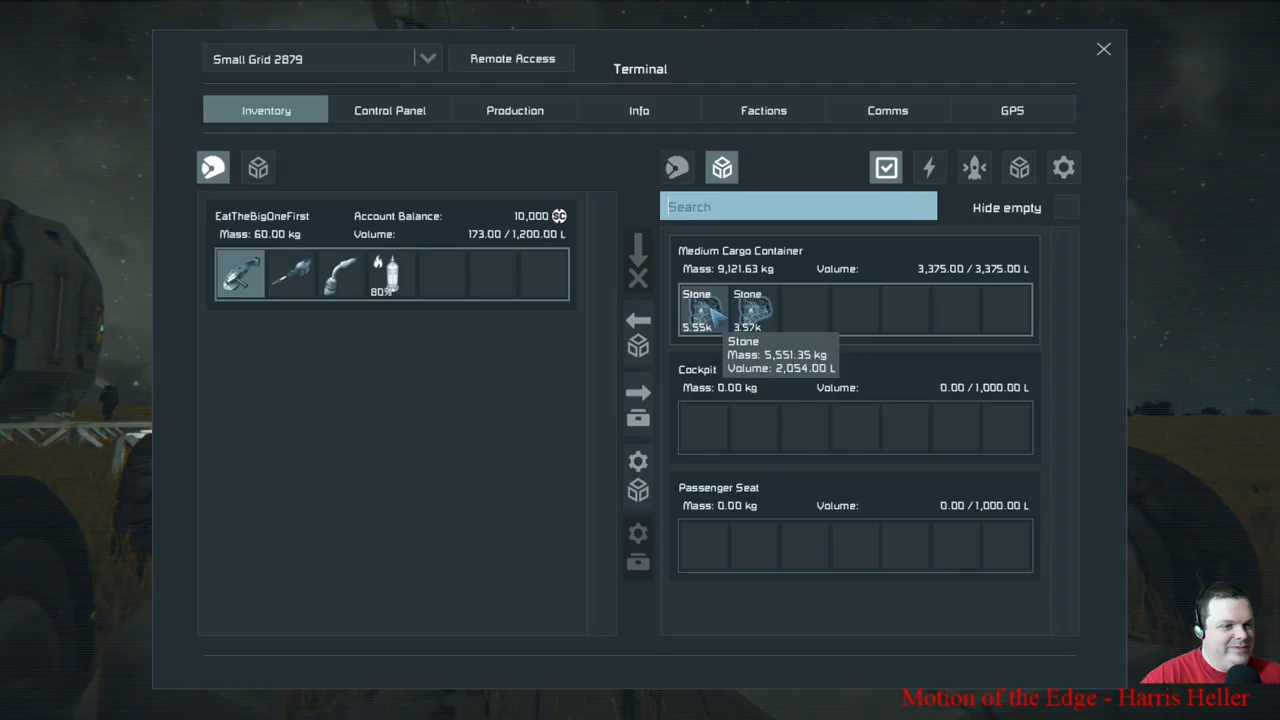 Small Grid 2879
Remote Access
Terminal
Inventory
Control Panel
Production
Info
Factions
Comms
GPS
Search
Hide empty
EatTheBigOneFirst
Account Balance:
10,000 SC
Mass: 60.00 kg
Volume:
173.00 / 1,200.00 L
80%
Medium Cargo Container
Mass: 9,121.63 kg
Volume:
3,375.00 / 3,375.00 L
Stone
Stone
5.55k
3.57k
Stone
Mass: 5,551.35 kg
Volume: 2,054.00 L
Cockpit
Mass: 0.00 kg
Volume:
0.00 / 1,000.00 L
Passenger Seat
Mass: 0.00 kg
Volume:
0.00 / 1,000.00 L
Motion of the Edge - Harris Heller